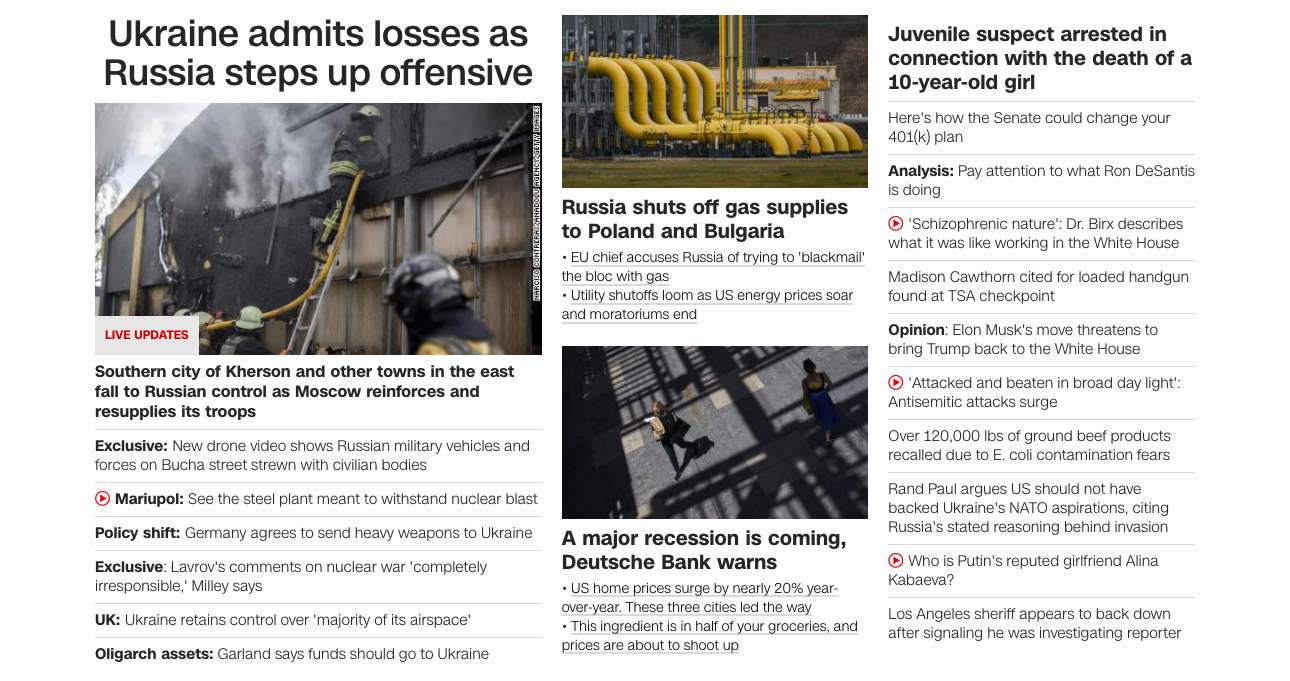 Ukraine admits losses as
Russia steps up offensive
NARCISO CONTRERAS/ANADOLU AGENCY/GETTY IMAGES
LIVE UPDATES
Southern city of Kherson and other towns in the east
fall to Russian control as Moscow reinforces and
resupplies its troops
Exclusive: New drone video shows Russian military vehicles and
forces on Bucha street strewn with civilian bodies
Mariupol: See the steel plant meant to withstand nuclear blast
Policy shift: Germany agrees to send heavy weapons to Ukraine
Exclusive: Lavrov's comments on nuclear war 'completely
irresponsible,' Milley says
UK: Ukraine retains control over 'majority of its airspace'
Oligarch assets: Garland says funds should go to Ukraine
Russia shuts off gas supplies
to Poland and Bulgaria
• EU chief accuses Russia of trying to 'blackmail'
the bloc with gas
• Utility shutoffs loom as US energy prices soar
and moratoriums end
A major recession is coming,
Deutsche Bank warns
• US home prices surge by nearly 20% year-
over-year. These three cities led the way
• This ingredient is in half of your groceries, and
prices are about to shoot up
Juvenile suspect arrested in
connection with the death of a
10-year-old girl
Here's how the Senate could change your
401(k) plan
Analysis: Pay attention to what Ron DeSantis
is doing
'Schizophrenic nature': Dr. Birx describes
what it was like working in the White House
Madison Cawthorn cited for loaded handgun
found at TSA checkpoint
Opinion: Elon Musk's move threatens to
bring Trump back to the White House
'Attacked and beaten in broad day light':
Antisemitic attacks surge
Over 120,000 lbs of ground beef products
recalled due to E. coli contamination fears
Rand Paul argues US should not have
backed Ukraine's NATO aspirations, citing
Russia's stated reasoning behind invasion
Who is Putin's reputed girlfriend Alina
Kabaeva?
Los Angeles sheriff appears to back down
after signaling he was investigating reporter